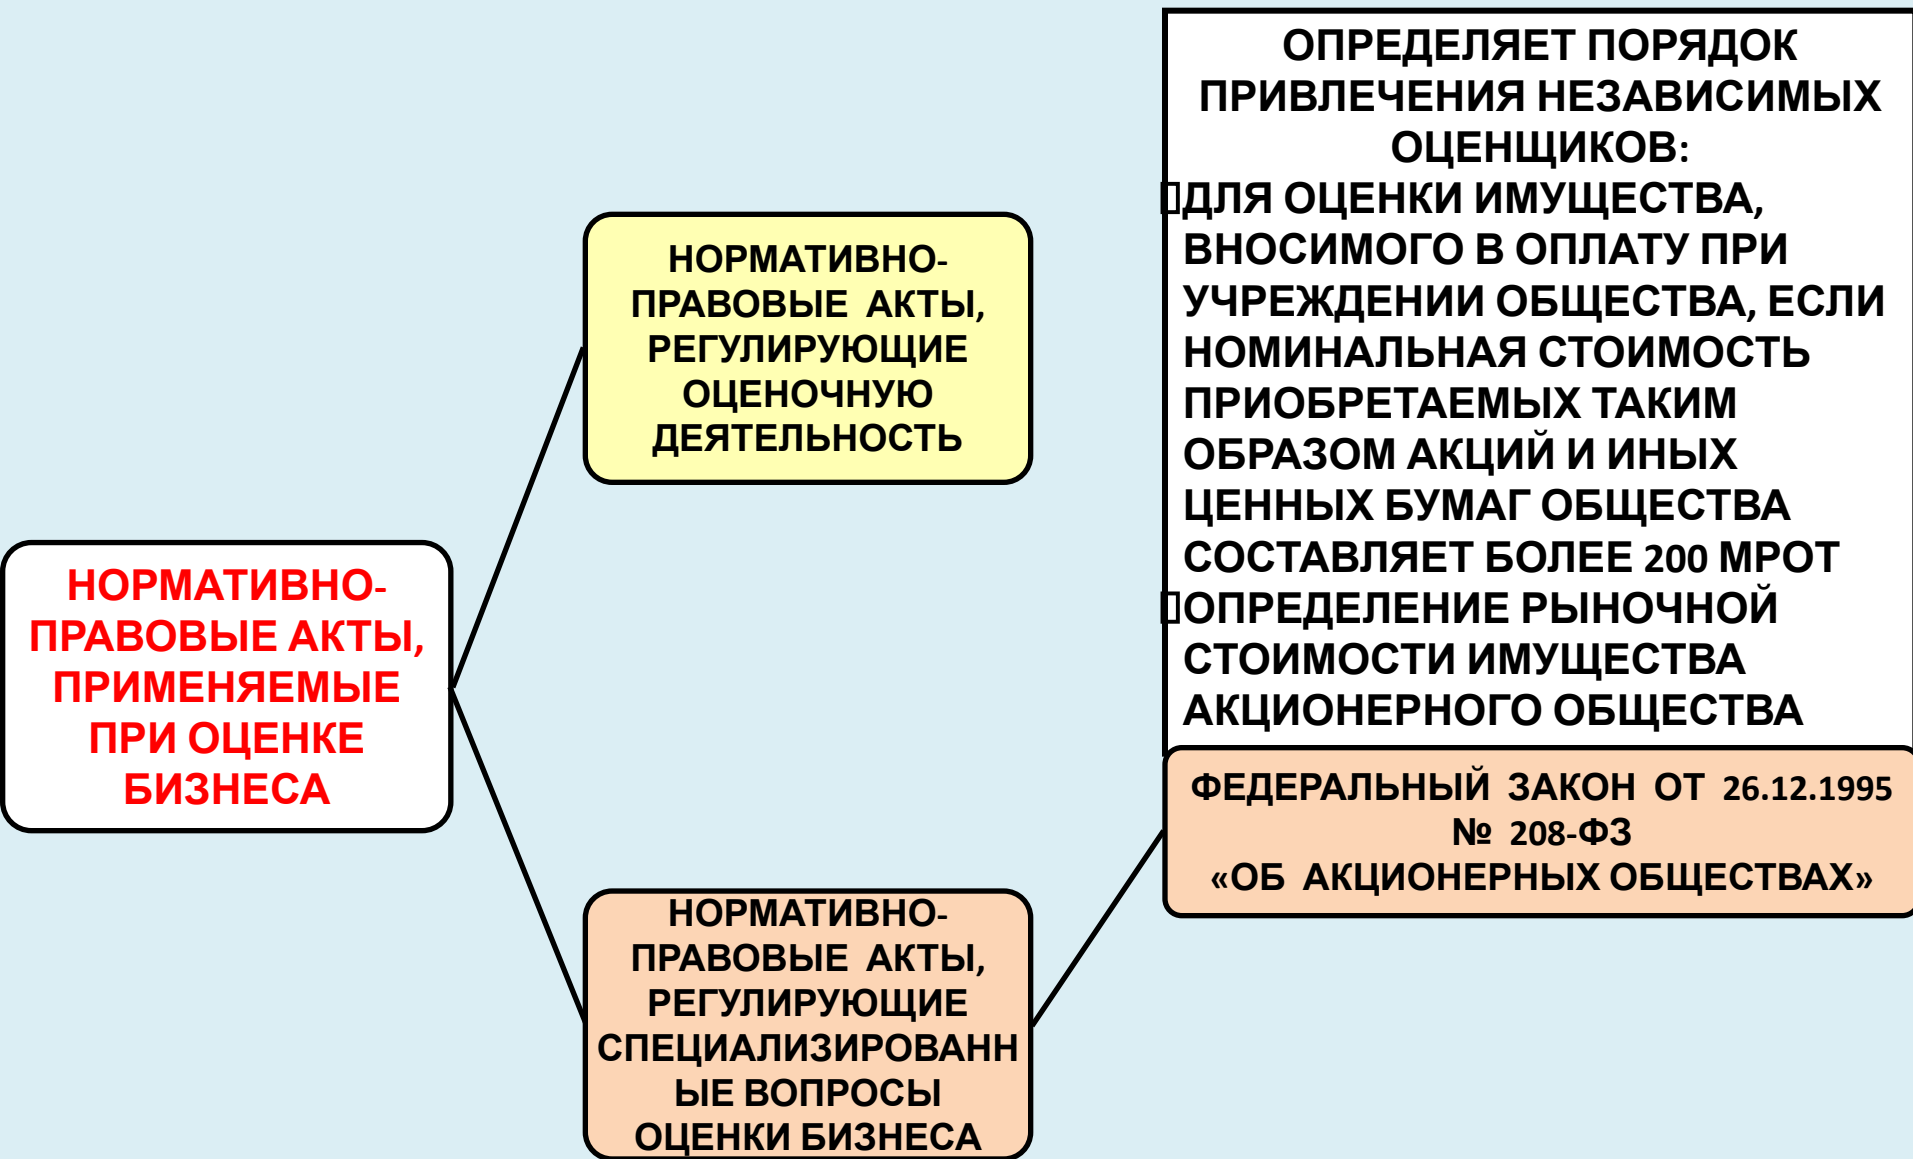 НОРМАТИВНО-
ПРАВОВЫЕ АКТЫ,
ПРИМЕНЯЕМЫЕ
ПРИ ОЦЕНКЕ
БИЗНЕСА
НОРМАТИВНО-
ПРАВОВЫЕ АКТЫ,
РЕГУЛИРУЮЩИЕ
ОЦЕНОЧНУЮ
ДЕЯТЕЛЬНОСТЬ
НОРМАТИВНО-
ПРАВОВЫЕ АКТЫ,
РЕГУЛИРУЮЩИЕ
СПЕЦИАЛИЗИРОВАНН
ЫЕ ВОПРОСЫ
ОЦЕНКИ БИЗНЕСА
ОПРЕДЕЛЯЕТ ПОРЯДОК
ПРИВЛЕЧЕНИЯ НЕЗАВИСИМЫХ
ОЦЕНЩИКОВ:
ДЛЯ ОЦЕНКИ ИМУЩЕСТВА,
ВНОСИМОГО В ОПЛАТУ ПРИ
УЧРЕЖДЕНИИ ОБЩЕСТВА, ЕСЛИ
НОМИНАЛЬНАЯ СТОИМОСТЬ
ПРИОБРЕТАЕМЫХ ТАКИМ
ОБРАЗОМ АКЦИЙ И ИНЫХ
ЦЕННЫХ БУМАГ ОБЩЕСТВА
СОСТАВЛЯЕТ БОЛЕЕ 200 МРОТ
ОПРЕДЕЛЕНИЕ РЫНОЧНОЙ
СТОИМОСТИ ИМУЩЕСТВА
АКЦИОНЕРНОГО ОБЩЕСТВА
ФЕДЕРАЛЬНЫЙ ЗАКОН ОТ 26.12.1995
№ 208-ФЗ
«ОБ АКЦИОНЕРНЫХ ОБЩЕСТВАХ»